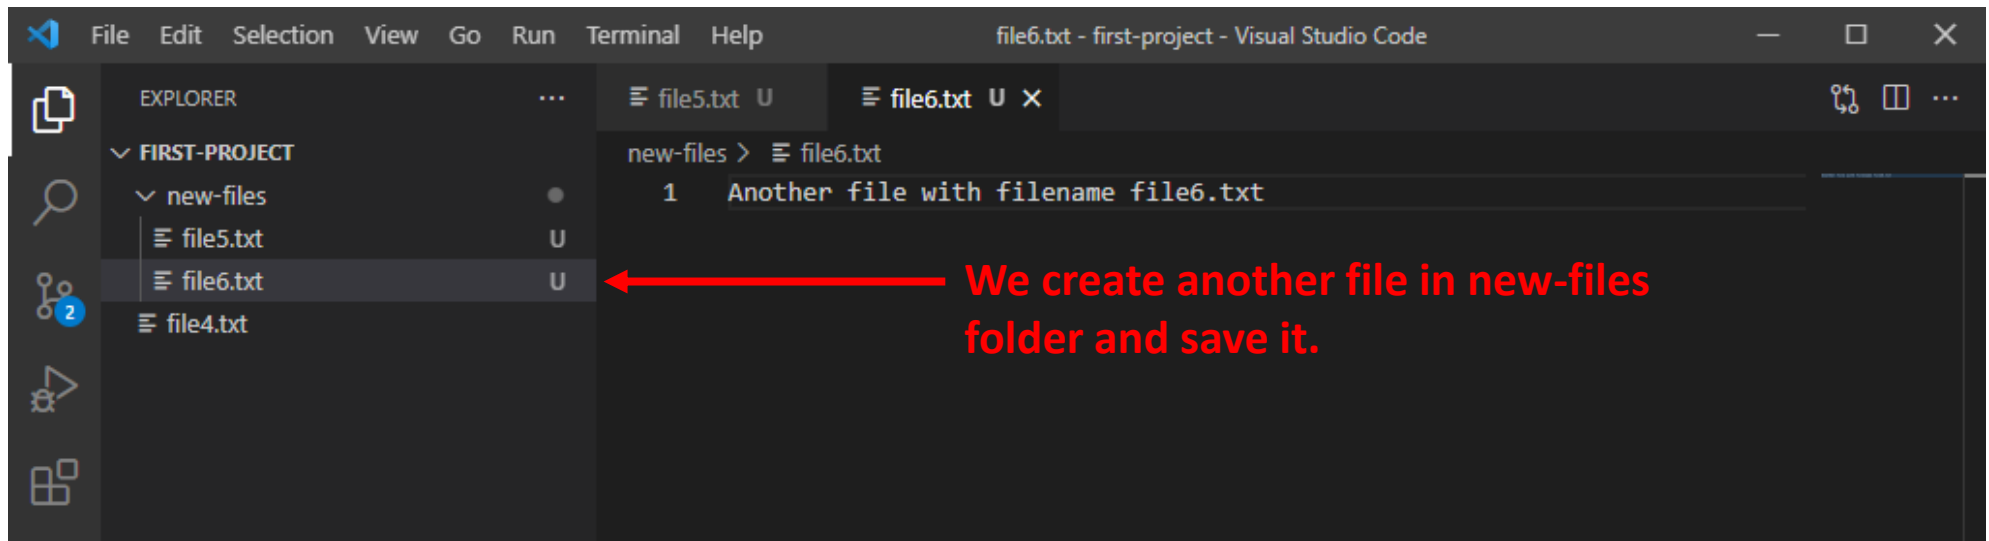 File Edit Selection View Go Run Terminal Help file6.txt - first-project - Visual Studio Code
EXPLORER
file5.txt U
file6.txt U
FIRST-PROJECT
new-files > file6.txt
new-files
1 Another file with filename file6.txt
file5.txt U
file6.txt U
We create another file in new-files
folder and save it.
2
file4.txt